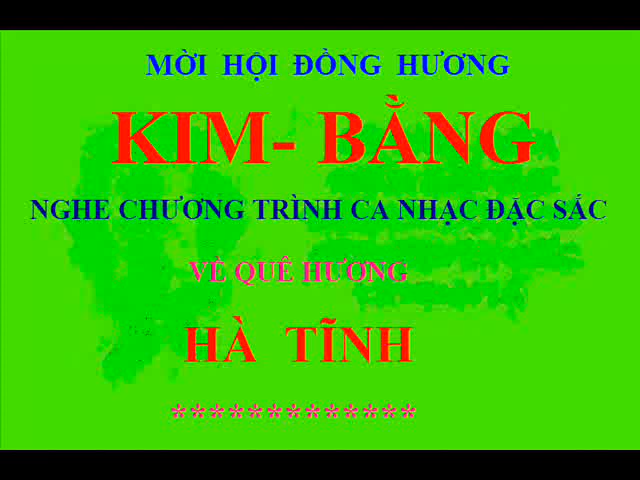 MỜI HỘI ĐỒNG HƯƠNG
KIM- BẰNG
NGHE CHƯƠNG TRÌNH CA NHẠC ĐẶC SẮC
VỀ QUÊ HƯƠNG
HÀ TĨNH
*************